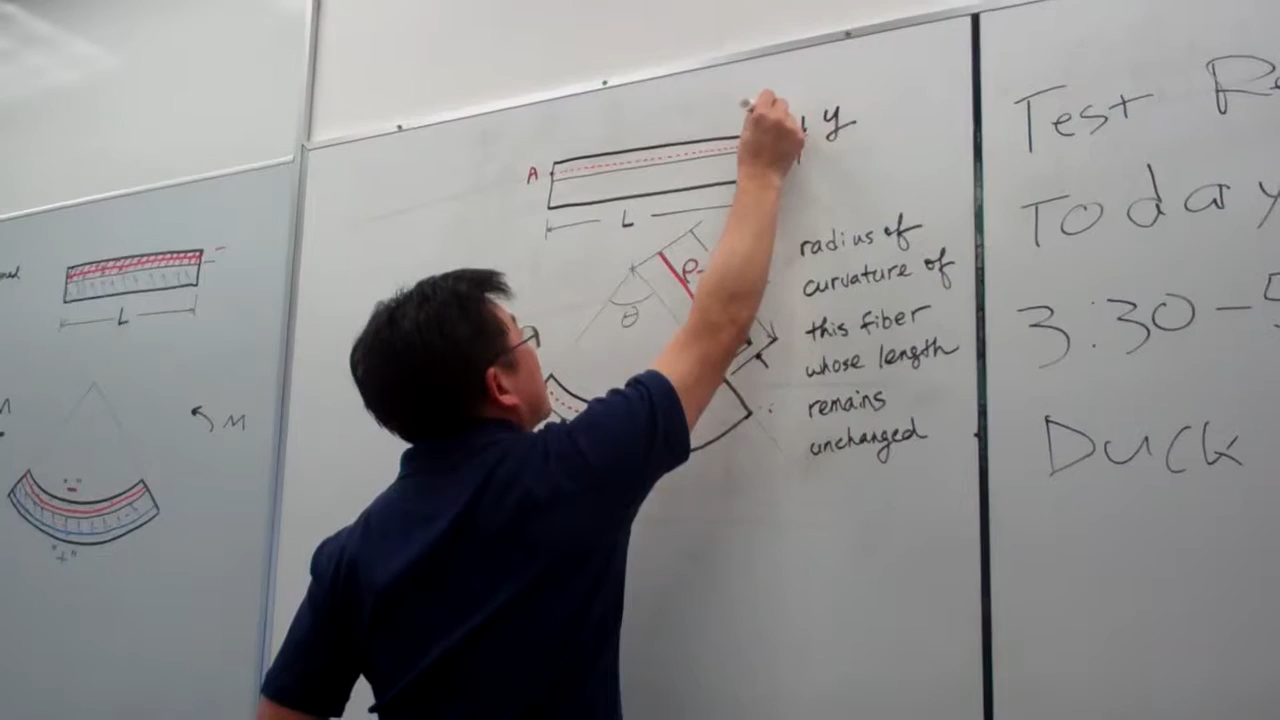 L
M
"-"
"+"
A
y
L
ρ
θ
radius of
curvature of
this fiber
whose length
remains
unchanged
Test
Today
3:30-
Duck